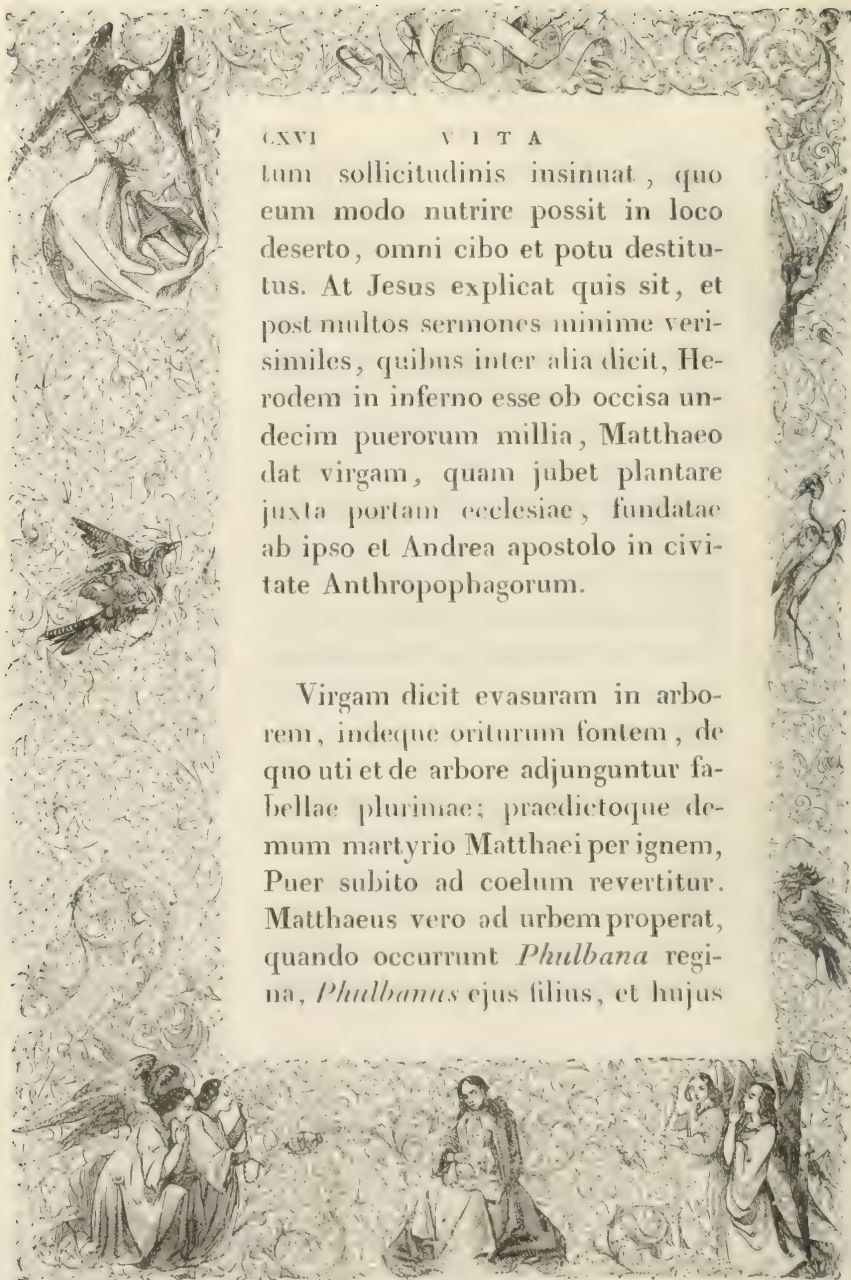 CXVI VITA
tum sollicitudinis insinuat, quo
eum modo nutrire possit in loco
deserto, omni cibo et potu destitu-
tus. At Jesus explicat quis sit, et
post multos sermones minime veri-
similes, quibus inter alia dicit, He-
rodem in inferno esse ob occisa un-
decim puerorum millia, Matthaeo
dat virgam, quam jubet plantare
juxta portam ecclesiae, fundatae
ab ipso et Andrea apostolo in civi-
tate Anthropophagorum.
Virgam dicit evasuram in arbo-
rem, indeque oriturum fontem, de
quo uti et de arbore adjunguntur fa-
bellae plurimae; praedictoque de-
mum martyrio Matthaei per ignem,
Puer subito ad coelum revertitur.
Matthaeus vero ad urbem properat,
quando occurrunt Phulbana regi-
na, Phulbanus ejus filius, et hujus